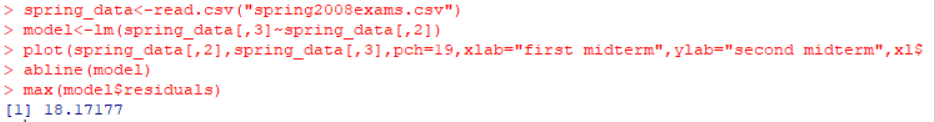 > spring_data<-read.csv("spring2008exams.csv")
> model<-lm(spring_data[,3]~spring_data[,2])
> plot(spring_data[,2],spring_data[,3],pch=19,xlab="first midterm",ylab="second midterm",xl$
> abline(model)
> max(model$residuals)
[1] 18.17177